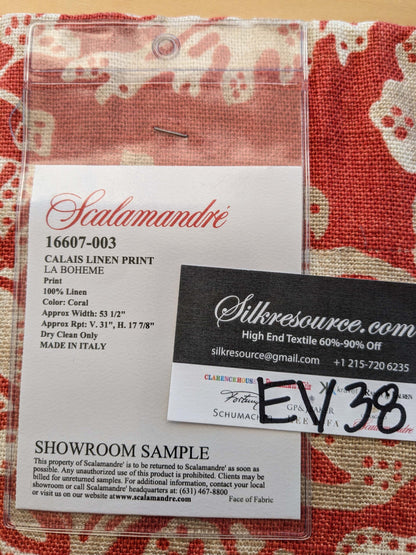 Scalamandré
16607-003
CALAIS LINEN PRINT
LA BOHEME
Print
100% Linen
Color: Coral
Approx Width: 53 1/2"
Approx Rpt: V. 31", H. 17 7/8"
Dry Clean Only
MADE IN ITALY
SHOWROOM SAMPLE
This property of Scalamandre' is to be returned to Scalamandre' as soon as
possible. Any unauthorized use of this product is prohibited. Clients may be
billed for unreturned samples. For additional information, contact your local
showroom or call Scalamandre' headquarters at: (631) 467-8800
or visit us on our website at www.scalamandre.com
Face of Fabric
Silkresource.com
High End Textile 60%-90% Off
silkresource@gmail.com +1 215-720 6235
CLARENCE HOUSE
Fortuny
SCHUMACH
EV38